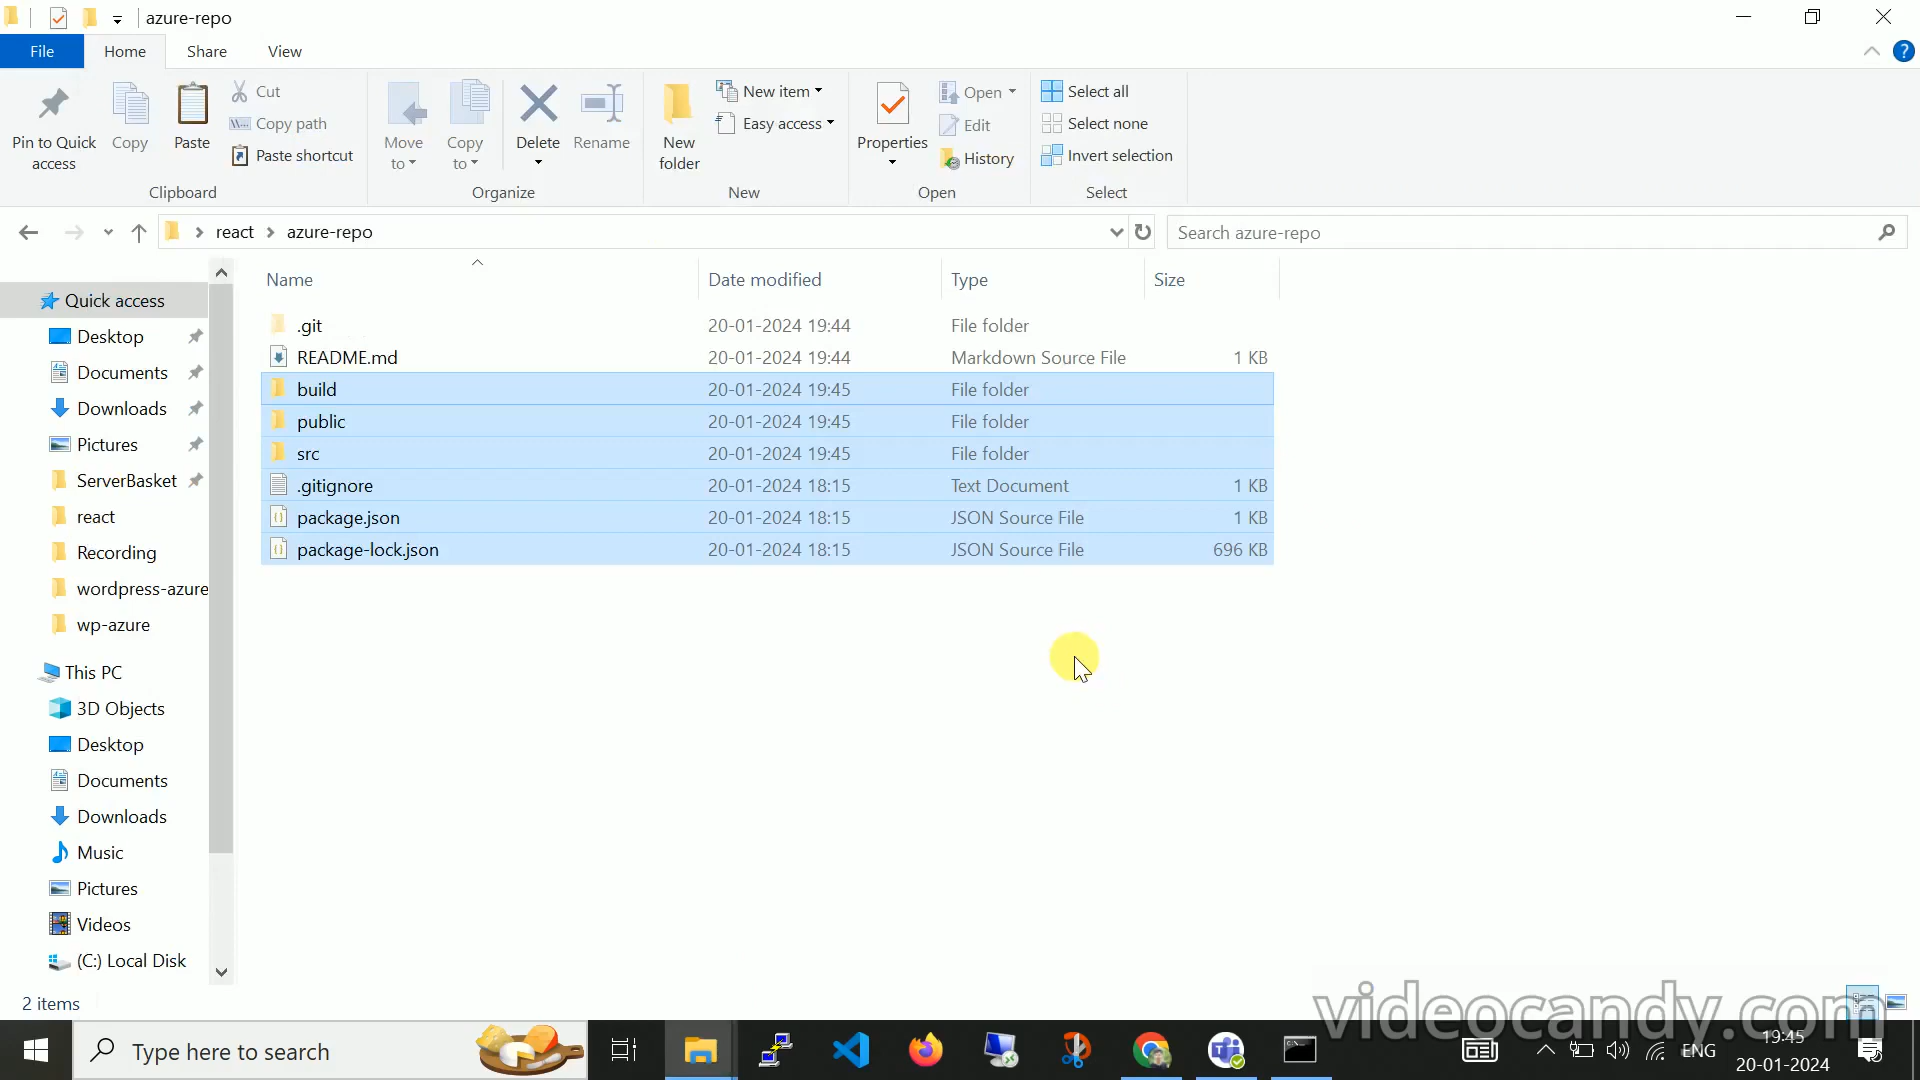 azure-repo
File
Home
Share
View
Pin to Quick access
Copy
Paste
Cut
Copy path
Paste shortcut
Clipboard
Move to
Copy to
Delete
Rename
Organize
New folder
New item
Easy access
New
Properties
Open
Edit
History
Open
Select all
Select none
Invert selection
Select
react
azure-repo
Search azure-repo
Name
Date modified
Type
Size
.git 20-01-2024 19:44 File folder
README.md 20-01-2024 19:44 Markdown Source File 1 KB
build 20-01-2024 19:45 File folder
public 20-01-2024 19:45 File folder
src 20-01-2024 19:45 File folder
.gitignore 20-01-2024 18:15 Text Document 1 KB
package.json 20-01-2024 18:15 JSON Source File 1 KB
package-lock.json 20-01-2024 18:15 JSON Source File 696 KB
Quick access
Desktop
Documents
Downloads
Pictures
ServerBasket
react
Recording
wordpress-azure
wp-azure
This PC
3D Objects
Desktop
Documents
Downloads
Music
Pictures
Videos
(C:) Local Disk
2 items
videocandy.com
Type here to search
ENG
19:45
20-01-2024